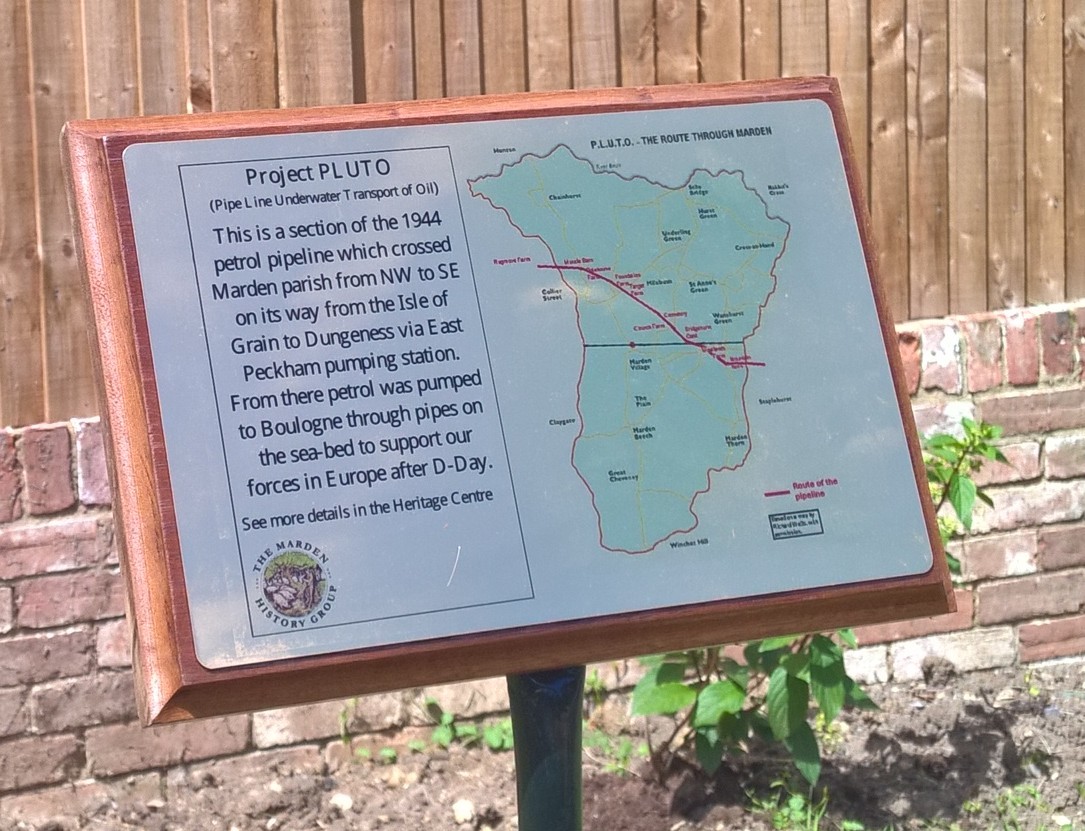 Project PLUTO
(Pipe Line Underwater Transport of Oil)
This is a section of the 1944
petrol pipeline which crossed
Marden parish from NW to SE
on its way from the Isle of
Grain to Dungeness via East
Peckham pumping station.
From there petrol was pumped
to Boulogne through pipes on
the sea-bed to support our
forces in Europe after D-Day.
See more details in the Heritage Centre
THE MARDEN
HISTORY GROUP
P.L.U.T.O. - THE ROUTE THROUGH MARDEN
Chainhurst
Underling
Green
Hurst
Green
Collier
Street
St Anne's
Green
Wanshurst
Green
Church Farm
Marden
Village
The
Plain
Staplehurst
Claygate
Marden
Beech
Marden
Thorn
Great
Cheveney
Winchet Hill
Route of the
pipeline